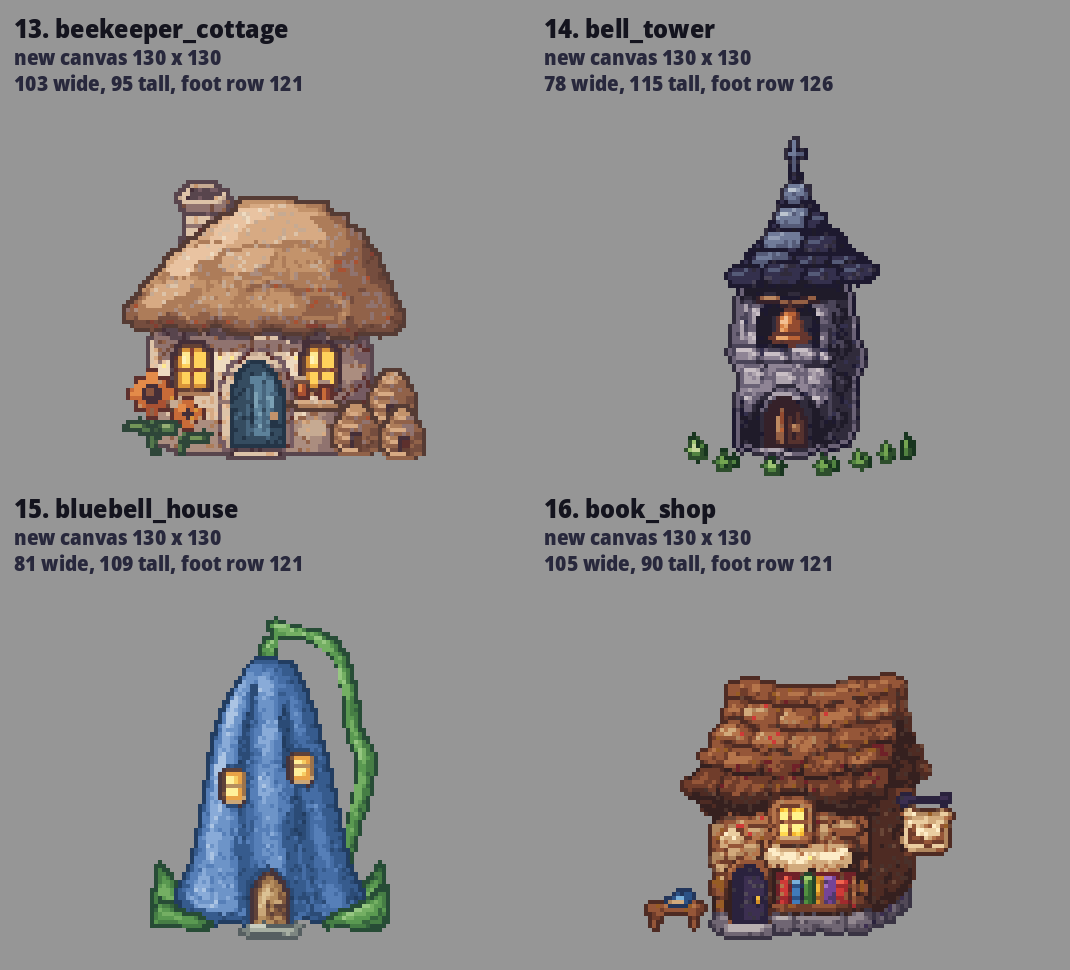 13. beekeeper_cottage
new canvas 130 x 130
103 wide, 95 tall, foot row 121
14. bell_tower
new canvas 130 x 130
78 wide, 115 tall, foot row 126
15. bluebell_house
new canvas 130 x 130
81 wide, 109 tall, foot row 121
16. book_shop
new canvas 130 x 130
105 wide, 90 tall, foot row 121